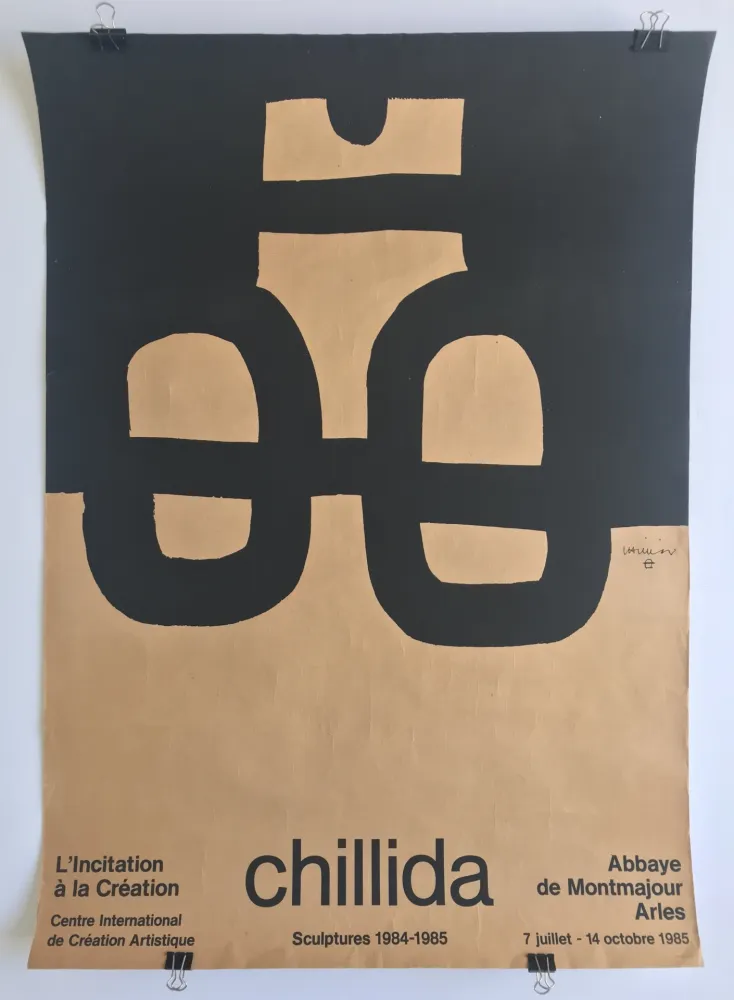 L'Incitation
à la Création
Centre International
de Création Artistique
chillida
Sculptures 1984-1985
Abbaye
de Montmajour
Arles
7 juillet - 14 octobre 1985